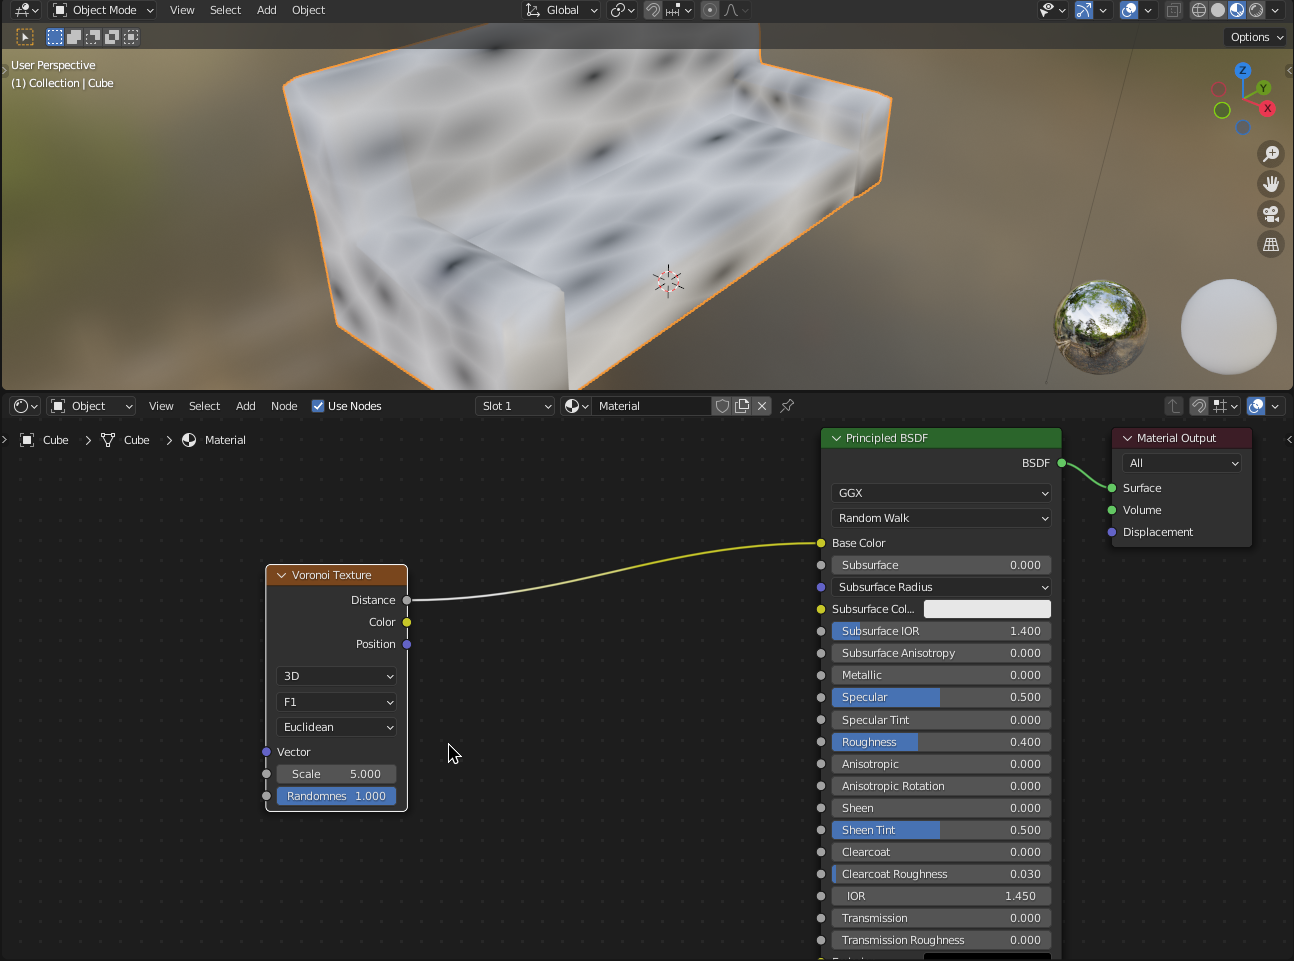 Object Mode View Select Add Object Global
Options
User Perspective
(1) Collection | Cube
Z
Y
X
Object View Select Add Node Use Nodes Slot 1 Material
Cube > Cube > Material
Principled BSDF
BSDF
GGX
Random Walk
Base Color
Subsurface 0.000
Subsurface Radius
Subsurface Col...
Subsurface IOR 1.400
Subsurface Anisotropy 0.000
Metallic 0.000
Specular 0.500
Specular Tint 0.000
Roughness 0.400
Anisotropic 0.000
Anisotropic Rotation 0.000
Sheen 0.000
Sheen Tint 0.500
Clearcoat 0.000
Clearcoat Roughness 0.030
IOR 1.450
Transmission 0.000
Transmission Roughness 0.000
Material Output
All
Surface
Volume
Displacement
Voronoi Texture
Distance
Color
Position
3D
F1
Euclidean
Vector
Scale 5.000
Randomnes 1.000